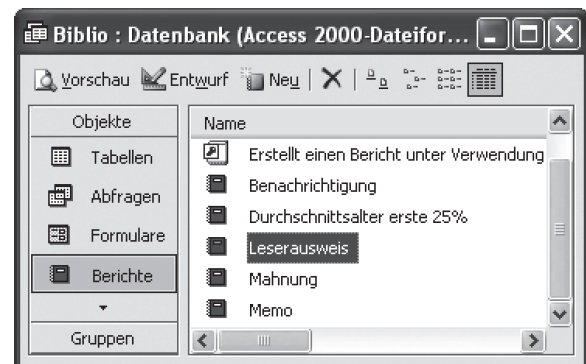 Biblio : Datenbank (Access 2000-Dateifor...
Vorschau Entwurf Neu
Objekte
Tabellen
Abfragen
Formulare
Berichte
Gruppen
Name
Erstellt einen Bericht unter Verwendung
Benachrichtigung
Durchschnittsalter erste 25%
Leserausweis
Mahnung
Memo